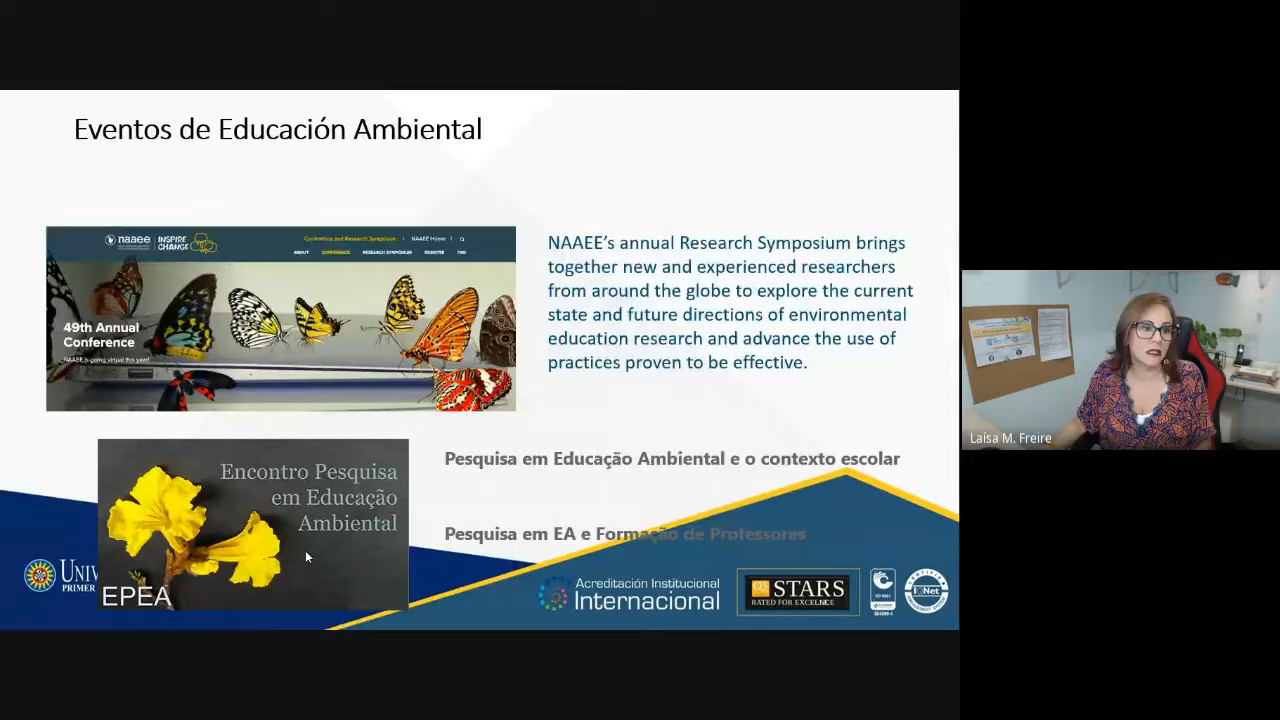 Eventos de Educación Ambiental
naaee INSPIRE CHANGE
Conference and Research Symposium | NAAEE Home |
ABOUT CONFERENCE RESEARCH SYMPOSIUM REGISTER FAQ
49th Annual
Conference
NAAEE is going virtual this year!
NAAEE’s annual Research Symposium brings
together new and experienced researchers
from around the globe to explore the current
state and future directions of environmental
education research and advance the use of
practices proven to be effective.
Encontro Pesquisa
em Educação
Ambiental
EPEA
Pesquisa em Educação Ambiental e o contexto escolar
Pesquisa em EA e Formação de Professores
UNIV
PRIMER
Acreditación Institucional
Internacional
QS STARS
RATED FOR EXCELLENCE
IQNet
Laísa M. Freire